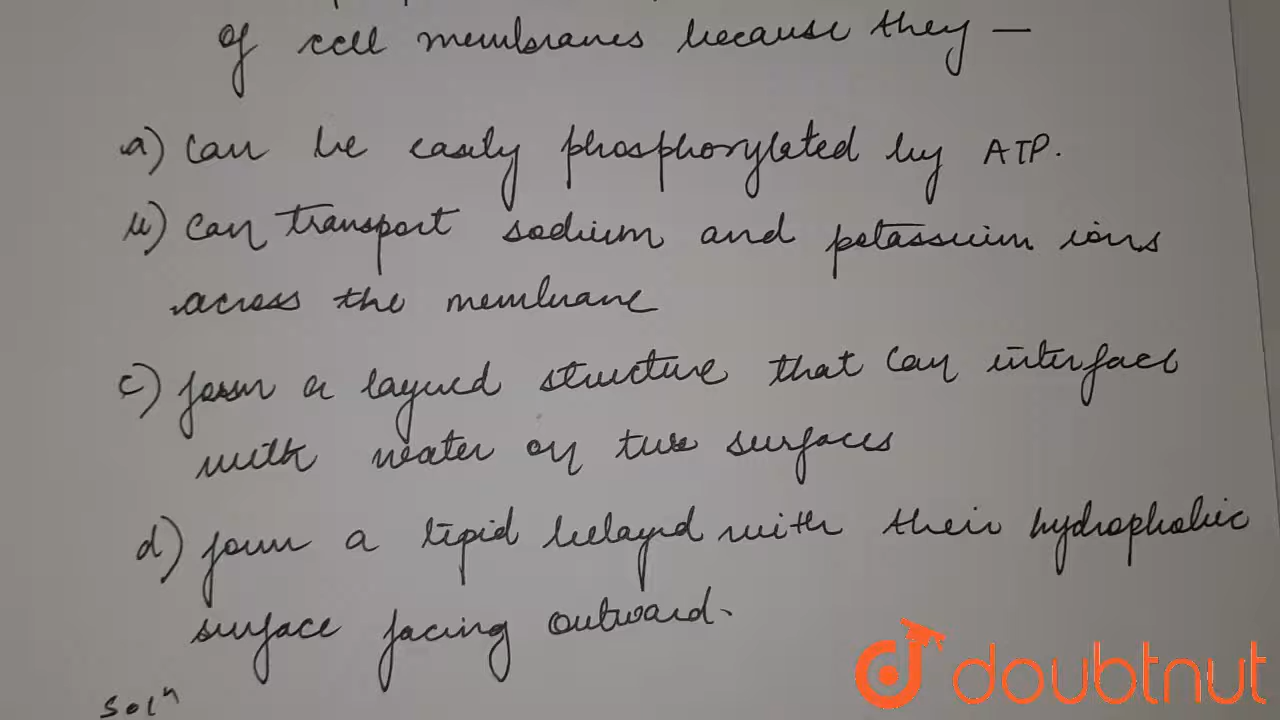 of cell membranes because they —
a) can be easily phosphorylated by ATP.
b) can transport sodium and potassium ions
across the membrane
c) form a layered structure that can interface
with water on two surfaces
d) form a lipid bilayed with their hydrophobic
surface facing outward.
Solⁿ
doubtnut